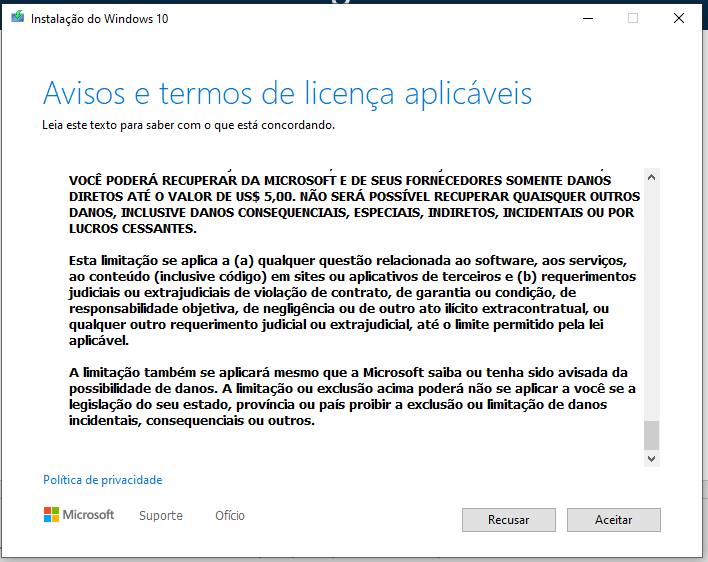 Instalação do Windows 10
Avisos e termos de licença aplicáveis
Leia este texto para saber com o que está concordando.
VOCÊ PODERÁ RECUPERAR DA MICROSOFT E DE SEUS FORNECEDORES SOMENTE DANOS
DIRETOS ATÉ O VALOR DE US$ 5,00. NÃO SERÁ POSSÍVEL RECUPERAR QUAISQUER OUTROS
DANOS, INCLUSIVE DANOS CONSEQUENCIAIS, ESPECIAIS, INDIRETOS, INCIDENTAIS OU POR
LUCROS CESSANTES.
Esta limitação se aplica a (a) qualquer questão relacionada ao software, aos serviços,
ao conteúdo (inclusive código) em sites ou aplicativos de terceiros e (b) requerimentos
judiciais ou extrajudiciais de violação de contrato, de garantia ou condição, de
responsabilidade objetiva, de negligência ou de outro ato ilícito extracontratual, ou
qualquer outro requerimento judicial ou extrajudicial, até o limite permitido pela lei
aplicável.
A limitação também se aplicará mesmo que a Microsoft saiba ou tenha sido avisada da
possibilidade de danos. A limitação ou exclusão acima poderá não se aplicar a você se a
legislação do seu estado, província ou país proibir a exclusão ou limitação de danos
incidentais, consequenciais ou outros.
Política de privacidade
Microsoft Suporte Ofício Recusar Aceitar